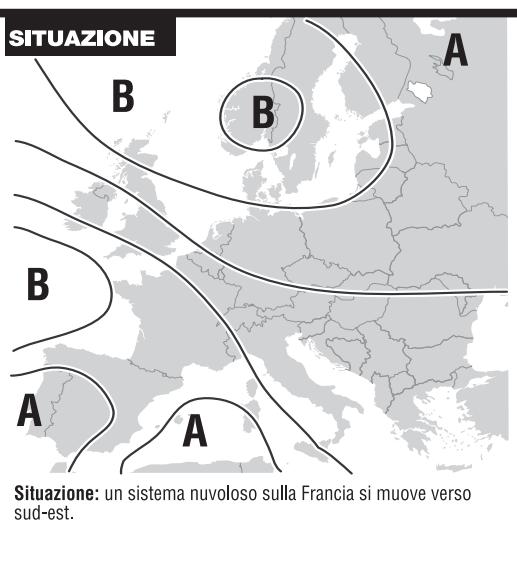 SITUAZIONE
A
B
B
B
A
A
Situazione: un sistema nuvoloso sulla Francia si muove verso
sud-est.